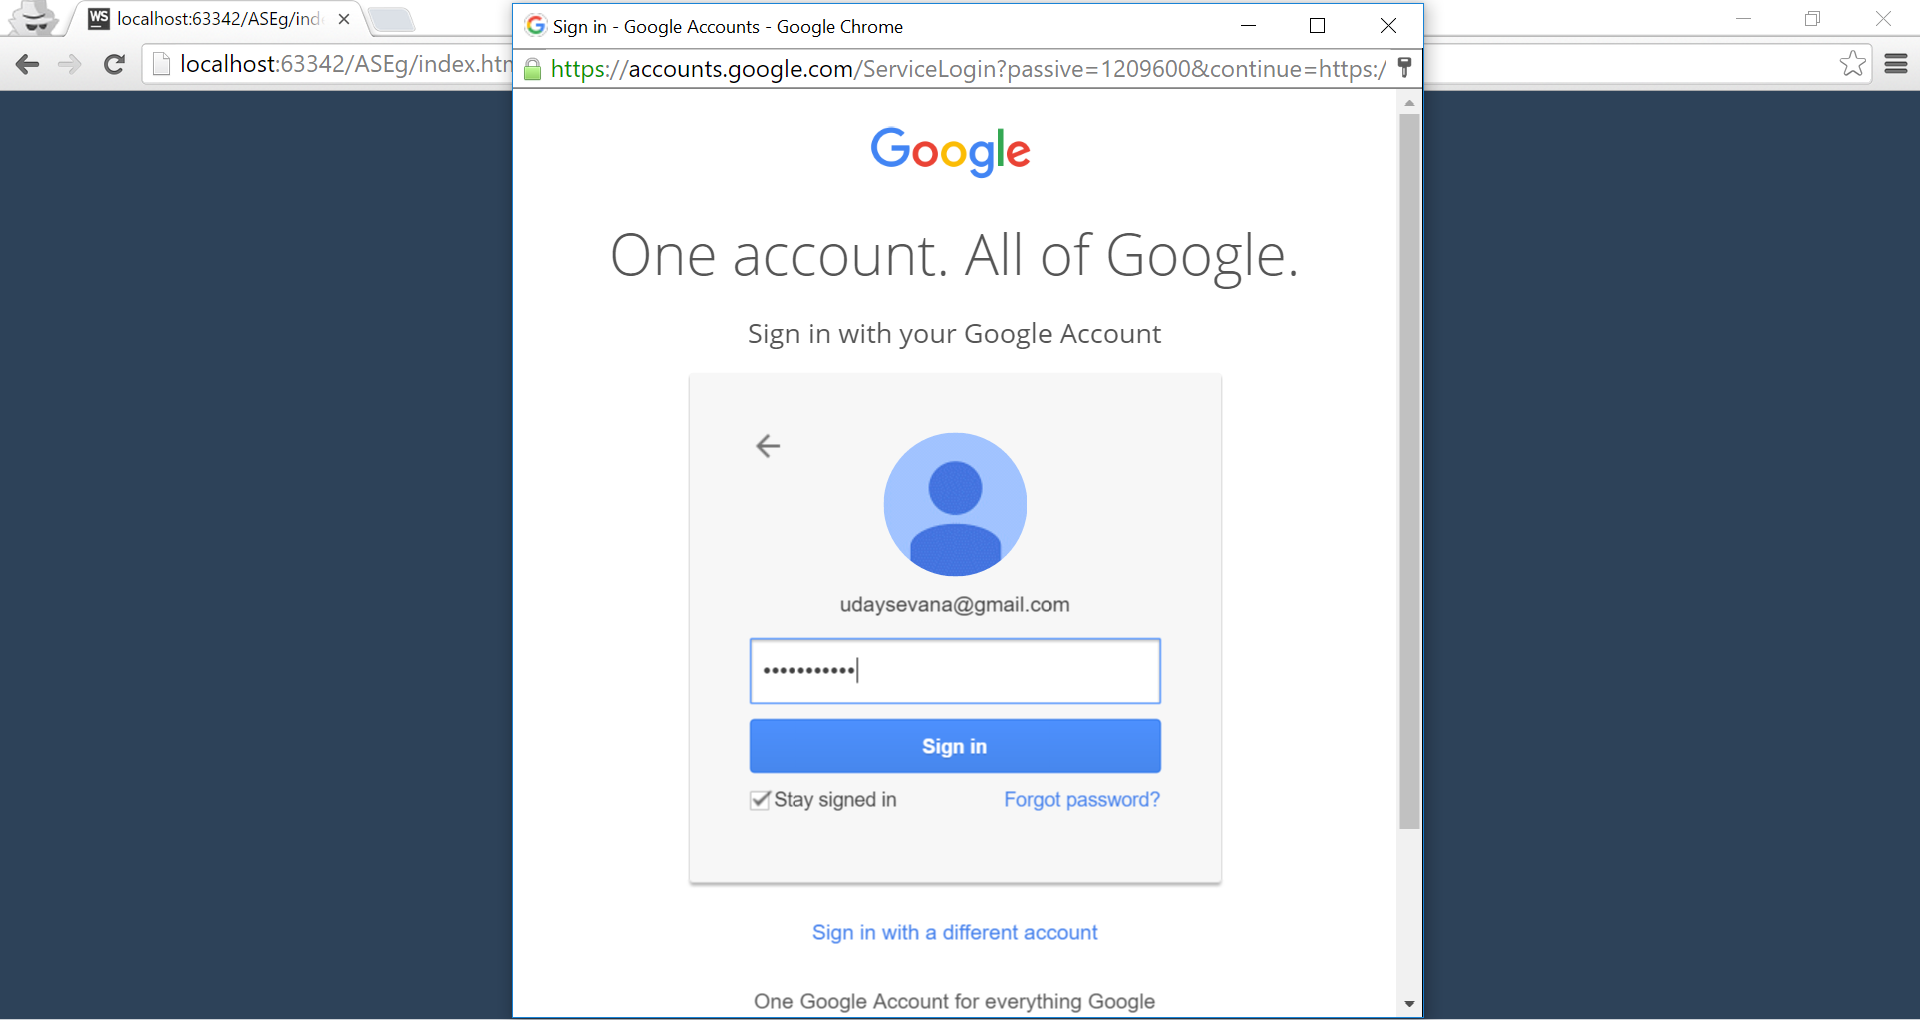 WS localhost:63342/ASEg/ind
Sign in - Google Accounts - Google Chrome
localhost:63342/ASEg/index.htm
https://accounts.google.com/ServiceLogin?passive=1209600&continue=https:/
Google
One account. All of Google.
Sign in with your Google Account
udaysevana@gmail.com
•••••••••••
Sign in
Stay signed in
Forgot password?
Sign in with a different account
One Google Account for everything Google